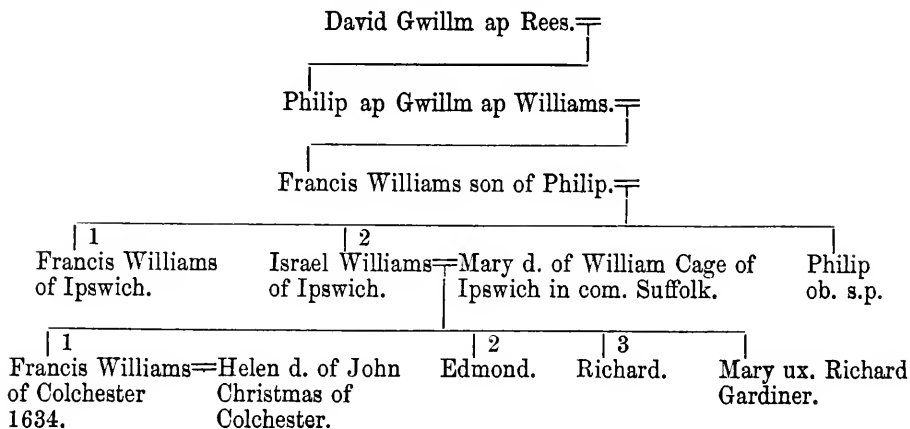 David Gwillm ap Rees.
Philip ap Gwillm ap Williams.
Francis Williams son of Philip.
1
Francis Williams
of Ipswich.
2
Israel Williams=Mary d. of William Cage of
of Ipswich. Ipswich in com. Suffolk.
Philip
ob. s.p.
1
Francis Williams=Helen d. of John
of Colchester Christmas of
1634. Colchester.
2
Edmond.
3
Richard.
Mary ux. Richard
Gardiner.